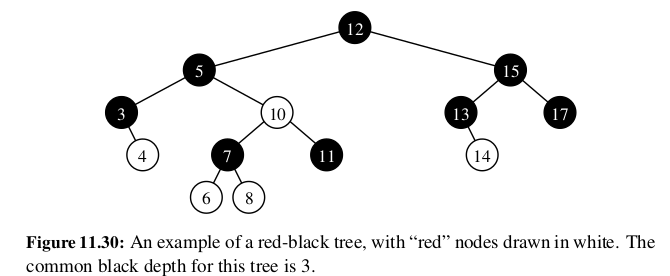 12
5 15
3 10 13 17
4 7 11 14
6 8
Figure 11.30: An example of a red-black tree, with “red” nodes drawn in white. The
common black depth for this tree is 3.